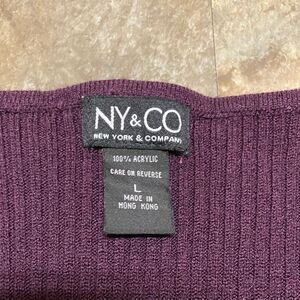 NY&CO
NEW YORK & COMPANY
100% ACRYLIC
CARE ON REVERSE
L
MADE IN
HONG KONG